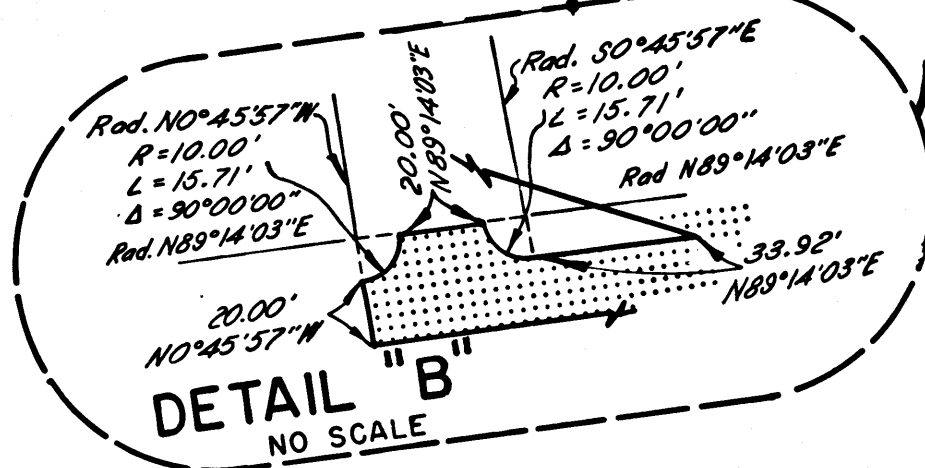 Rad. N0°45'57"W
R=10.00'
L=15.71'
Δ=90°00'00"
Rad. N89°14'03"E
20.00'
N89°14'03"E
Rad. S0°45'57"E
R=10.00'
L=15.71'
Δ=90°00'00"
Rad N89°14'03"E
33.92'
N89°14'03"E
20.00'
N0°45'57"W
DETAIL "B"
NO SCALE